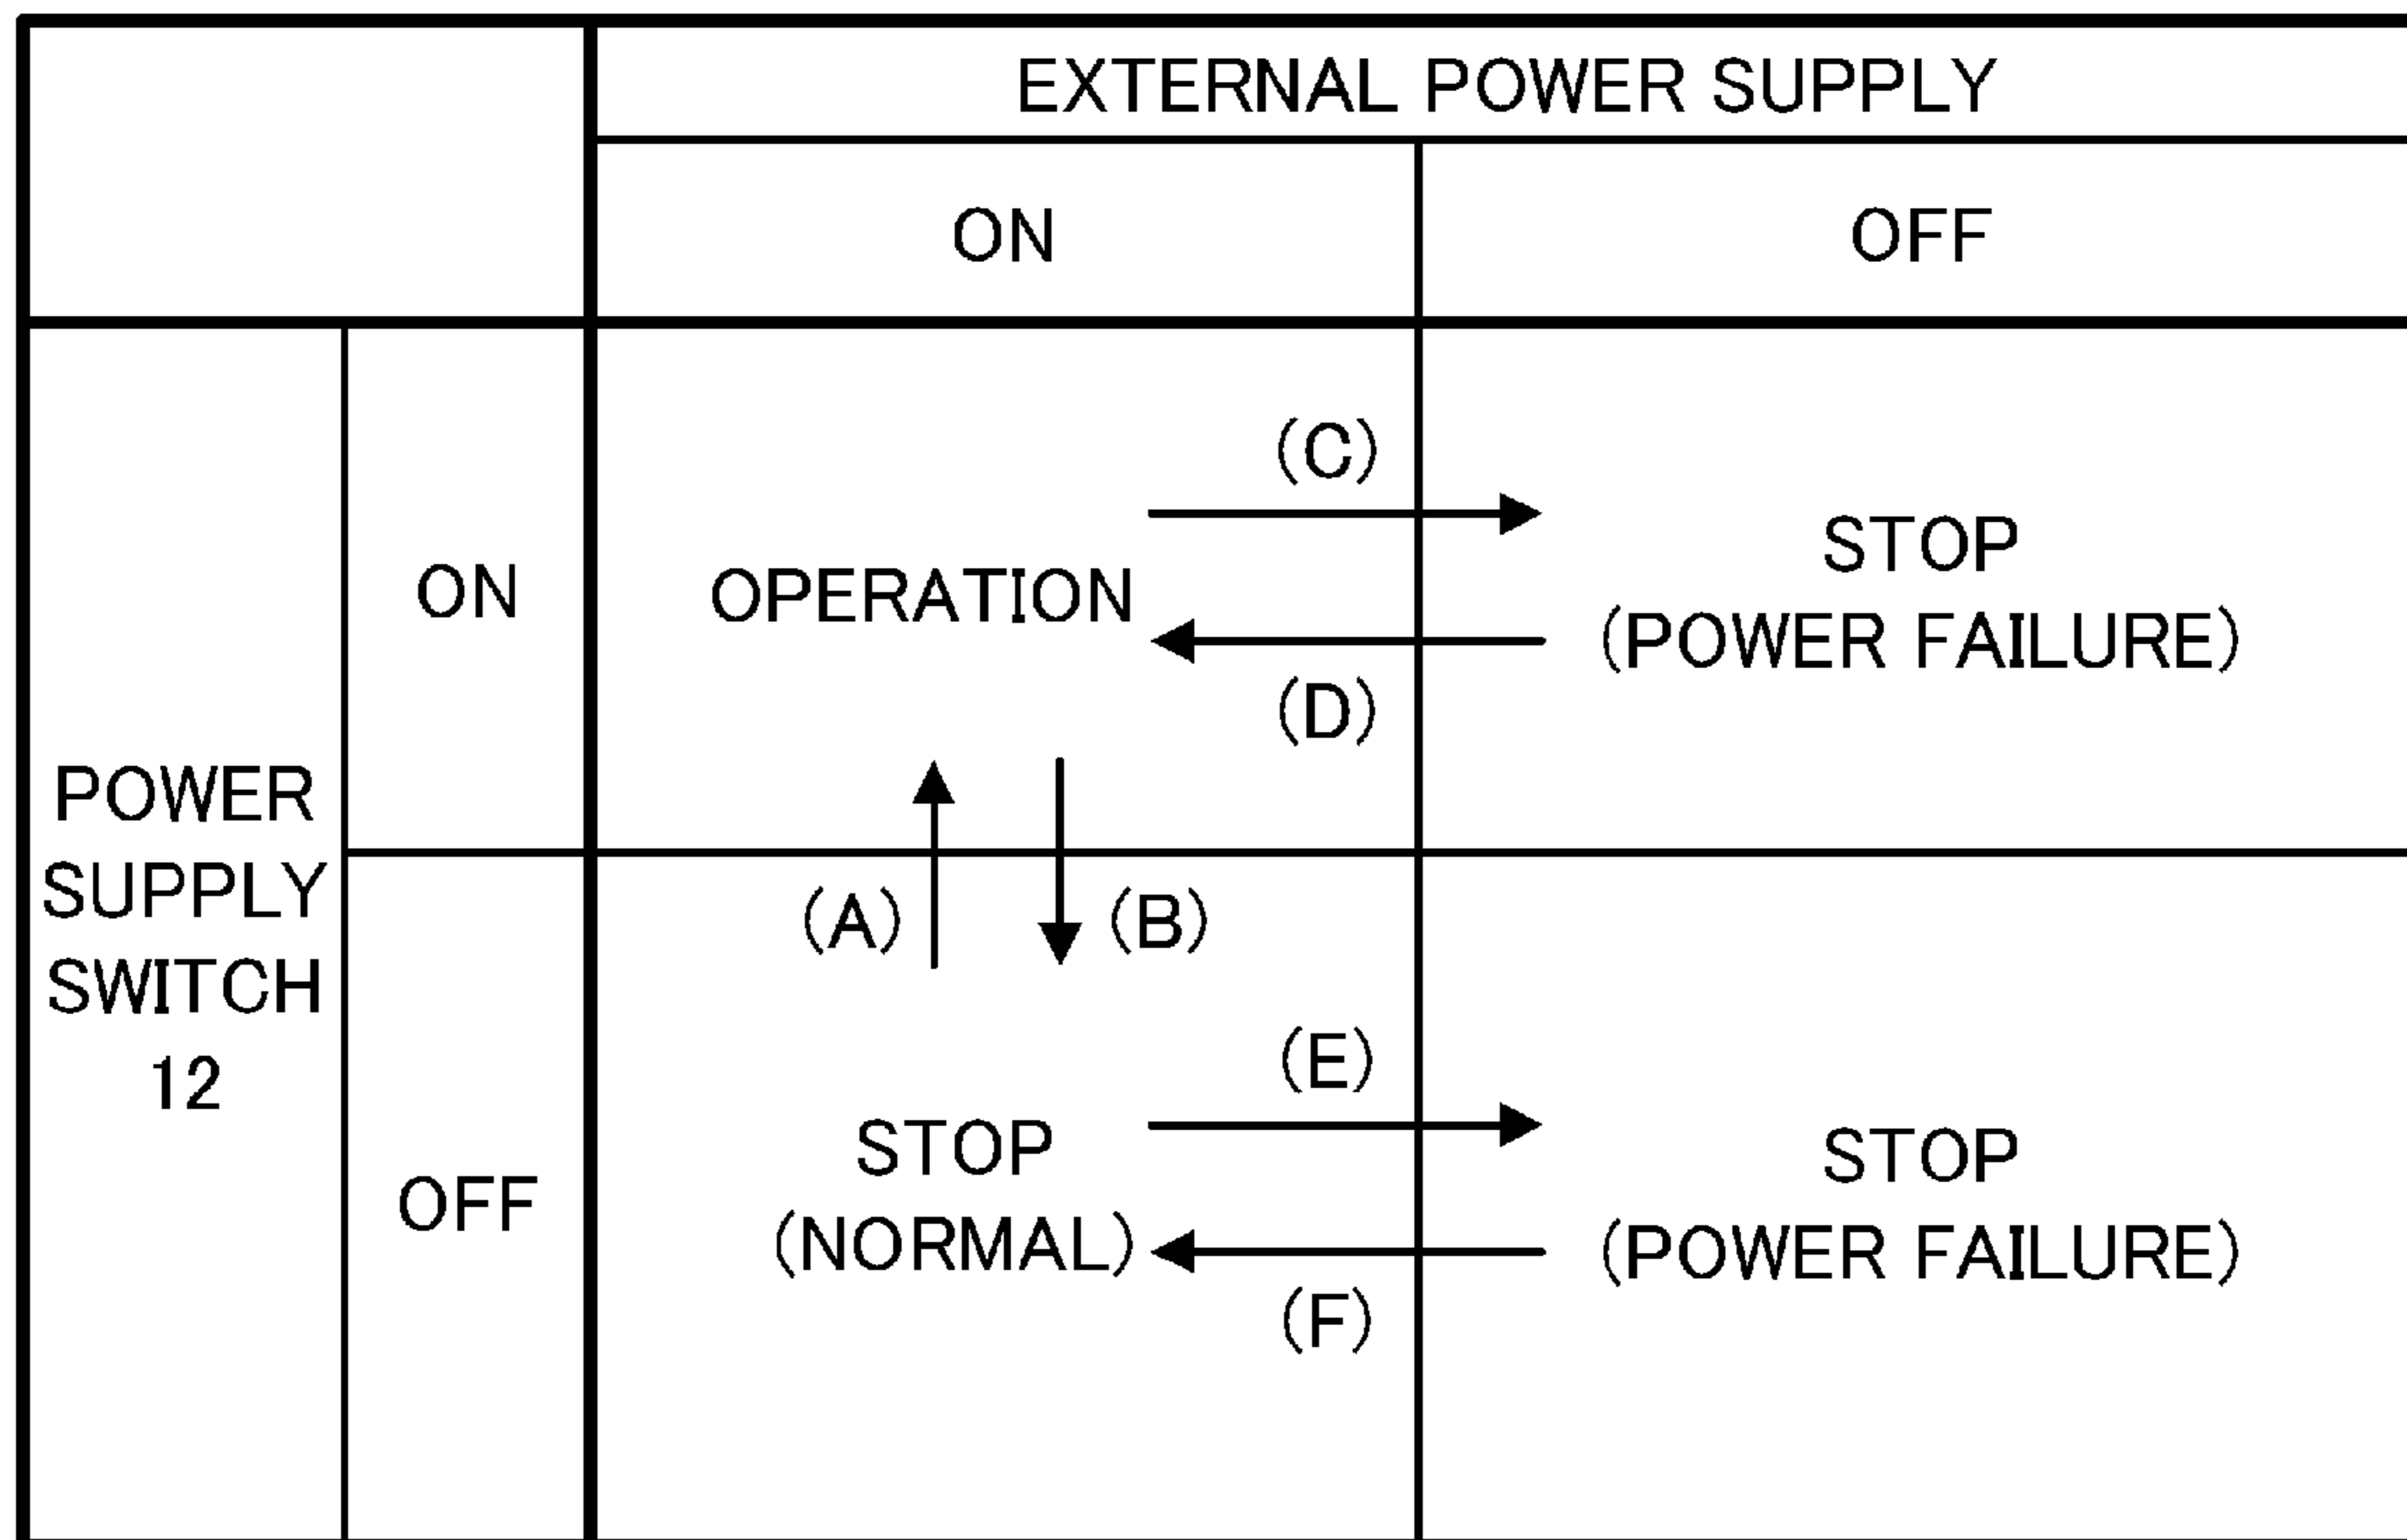 EXTERNAL POWER SUPPLY
ON
OFF
POWER
SUPPLY
SWITCH
12
ON
OPERATION
(C)
(D)
STOP
(POWER FAILURE)
(A)
(B)
OFF
STOP
(NORMAL)
(E)
(F)
STOP
(POWER FAILURE)